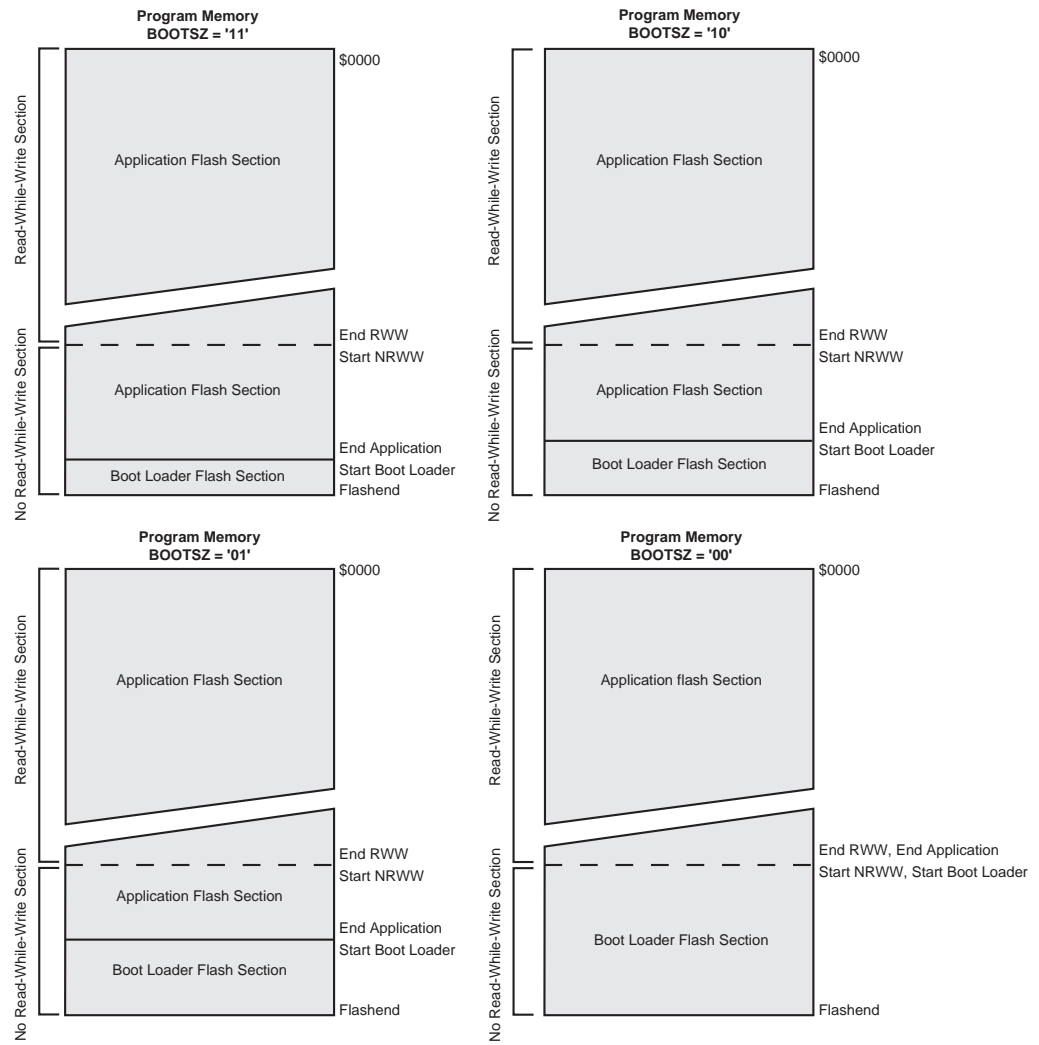 Program Memory
BOOTSZ = '11'
$0000
Read-While-Write Section
Application Flash Section
End RWW
Start NRWW
No Read-While-Write Section
Application Flash Section
End Application
Start Boot Loader
Boot Loader Flash Section
Flashend
Program Memory
BOOTSZ = '10'
$0000
Read-While-Write Section
Application Flash Section
End RWW
Start NRWW
No Read-While-Write Section
Application Flash Section
End Application
Start Boot Loader
Boot Loader Flash Section
Flashend
Program Memory
BOOTSZ = '01'
$0000
Read-While-Write Section
Application Flash Section
End RWW
Start NRWW
No Read-While-Write Section
Application Flash Section
End Application
Start Boot Loader
Boot Loader Flash Section
Flashend
Program Memory
BOOTSZ = '00'
$0000
Read-While-Write Section
Application flash Section
End RWW, End Application
Start NRWW, Start Boot Loader
No Read-While-Write Section
Boot Loader Flash Section
Flashend